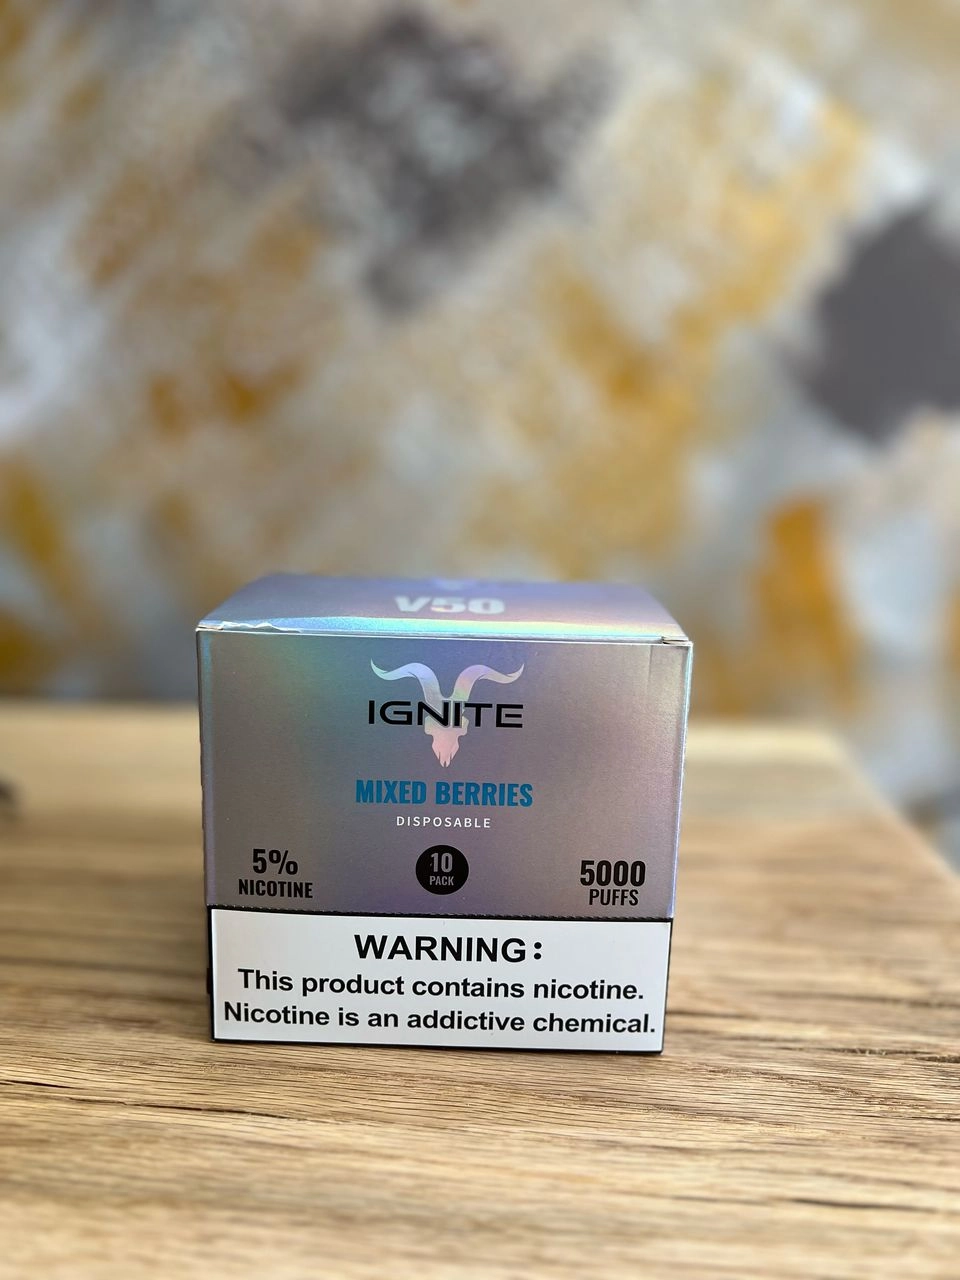 V50
IGNITE
MIXED BERRIES
DISPOSABLE
5%
NICOTINE
10
PACK
5000
PUFFS
WARNING:
This product contains nicotine.
Nicotine is an addictive chemical.